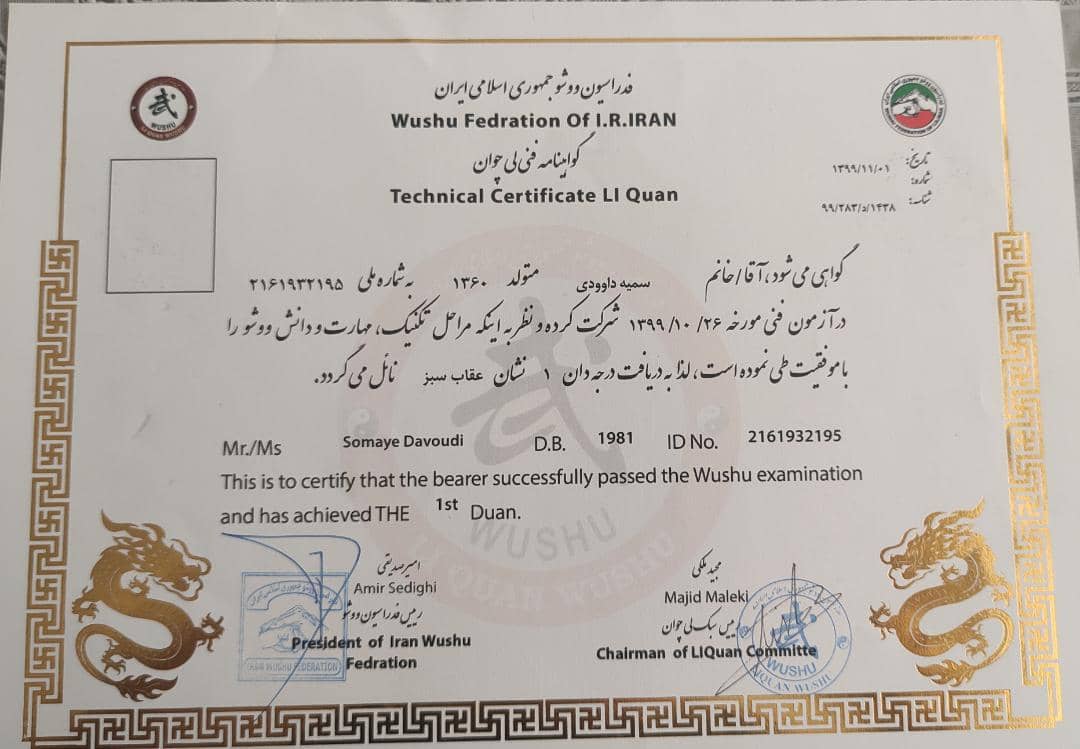 فدراسیون ووشو جمهوری اسلامی ایران
Wushu Fedration Of I.R.IRAN
گواهینامه فنی لی چوان
Technical Certificate LI Quan
تاریخ: ۱۳۹۹/۱۱/۰۱
شماره:
۹۹/۲۸۳/د/۱۴۳۸
WUSHU
گواهی می شود، آقا/خانم سمیه داوودی متولد ۱۳۶۰ به شماره ملی ۲۱۶۱۹۳۲۱۹۵
در آزمون فنی مورخه ۲۶/ ۱۰/ ۱۳۹۹ شرکت کرده و نظر به اینکه مراحل تکنیک، مهارت و دانش ووشو را
با موفقیت طی نموده است، لذا به دریافت درجه دان ۱ نشان عقاب سبز نائل می گردد.
Mr./Ms Somaye Davoudi D.B. 1981 ID No. 2161932195
This is to certify that the bearer successfully passed the Wushu examination
and has achieved THE 1st Duan.
WUSHU
امیر صدیقی
Amir Sedighi
رییس فدراسیون ووشو
President of Iran Wushu
Fedration
IRAN WUSHU FEDERATION
مجید ملکی
Majid Maleki
رییس سبک لی چوان
Chairman of LIQuan Committe
WUSHU
LIQUAN WUSHU